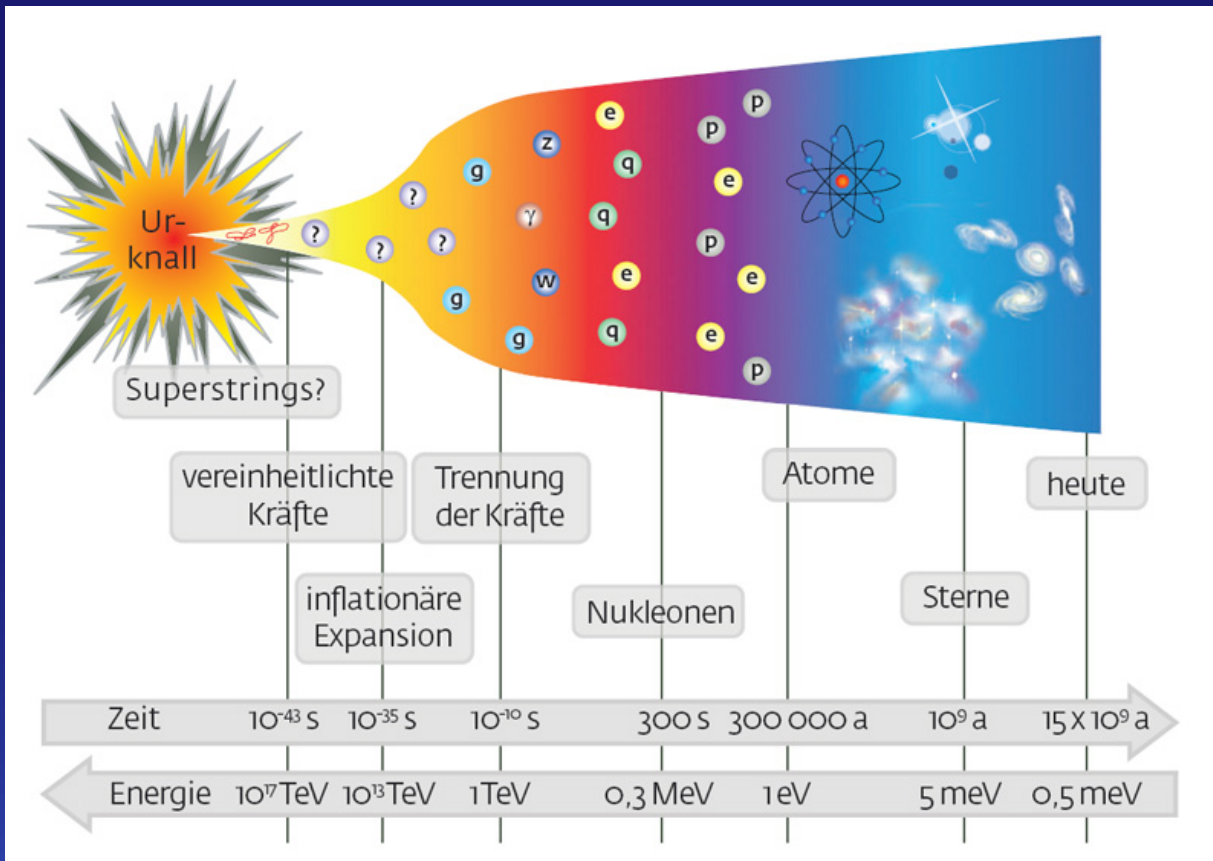 Ur-
knall
?
?
?
?
g
g
g
z
γ
w
e
q
q
e
q
p
p
e
p
e
e
p
Superstrings?
vereinheitlichte
Kräfte
inflationäre
Expansion
Trennung
der Kräfte
Nukleonen
Atome
Sterne
heute
Zeit 10⁻⁴³ s 10⁻³⁵ s 10⁻¹⁰ s 300 s 300 000 a 10⁹ a 15 x 10⁹ a
Energie 10¹⁷ TeV 10¹³ TeV 1 TeV 0,3 MeV 1 eV 5 meV 0,5 meV